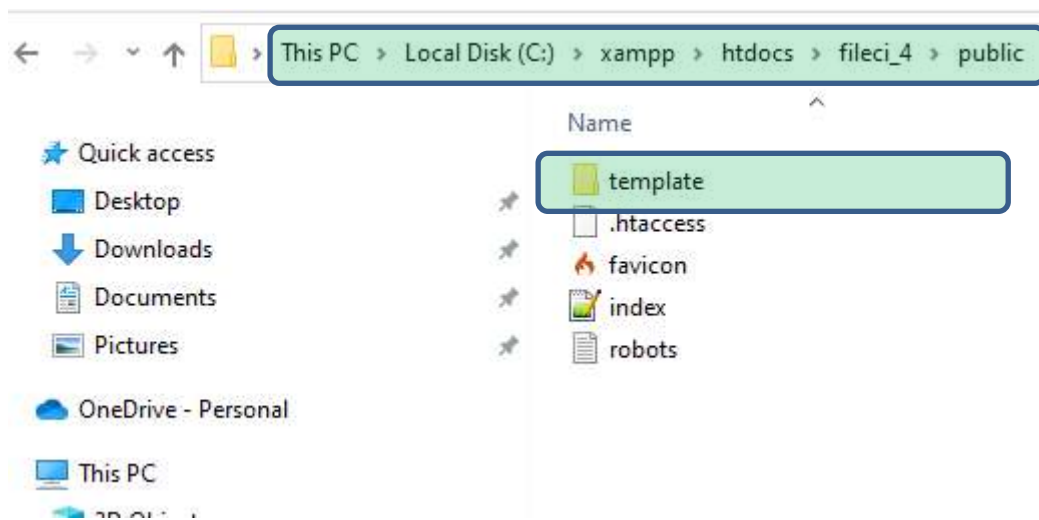 This PC > Local Disk (C:) > xampp > htdocs > fileci_4 > public
Name
Quick access
Desktop
Downloads
Documents
Pictures
OneDrive - Personal
This PC
template
.htaccess
favicon
index
robots